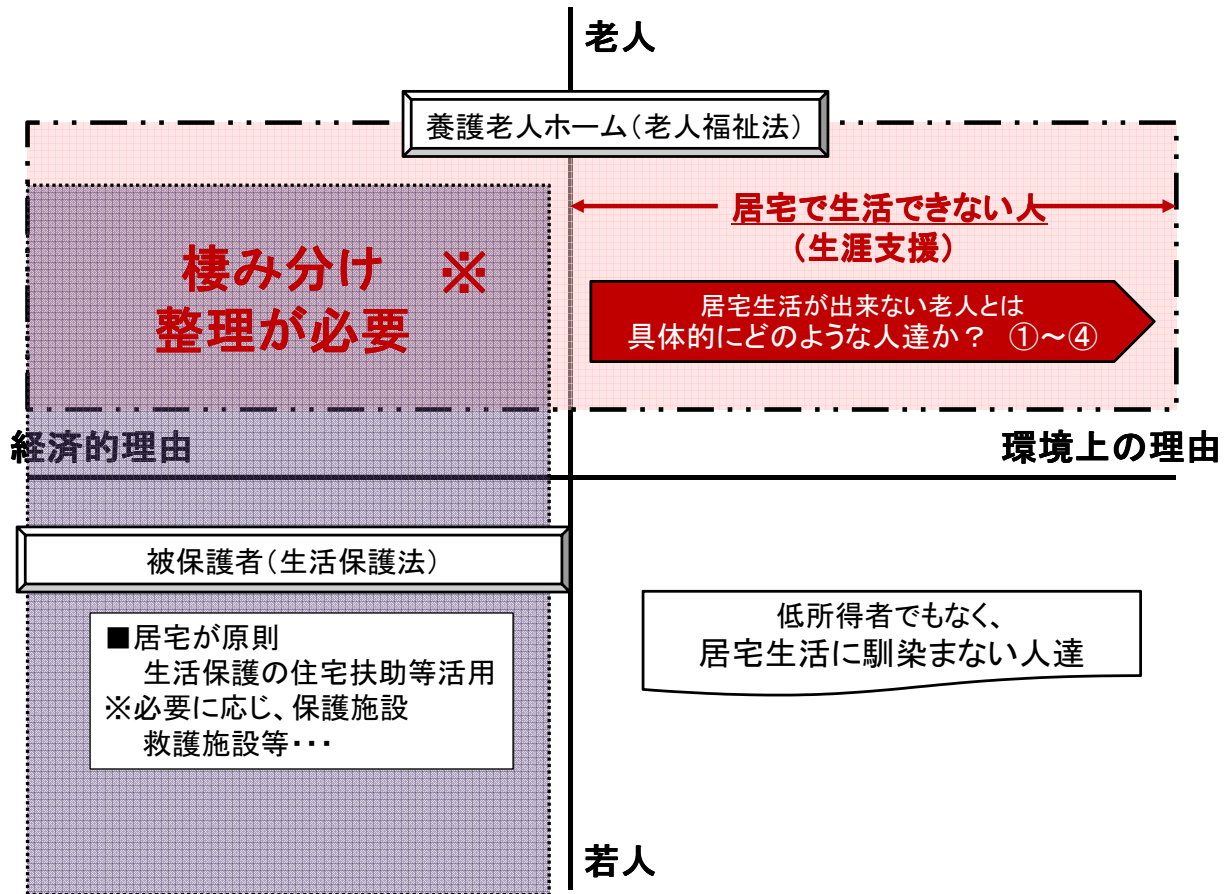 老人
養護老人ホーム(老人福祉法)
居宅で生活できない人
(生涯支援)
棲み分け ※
整理が必要
居宅生活が出来ない老人とは
具体的にどのような人達か? ①~④
経済的理由
環境上の理由
被保護者(生活保護法)
■居宅が原則
生活保護の住宅扶助等活用
※必要に応じ、保護施設
救護施設等・・・
低所得者でもなく、
居宅生活に馴染まない人達
若人